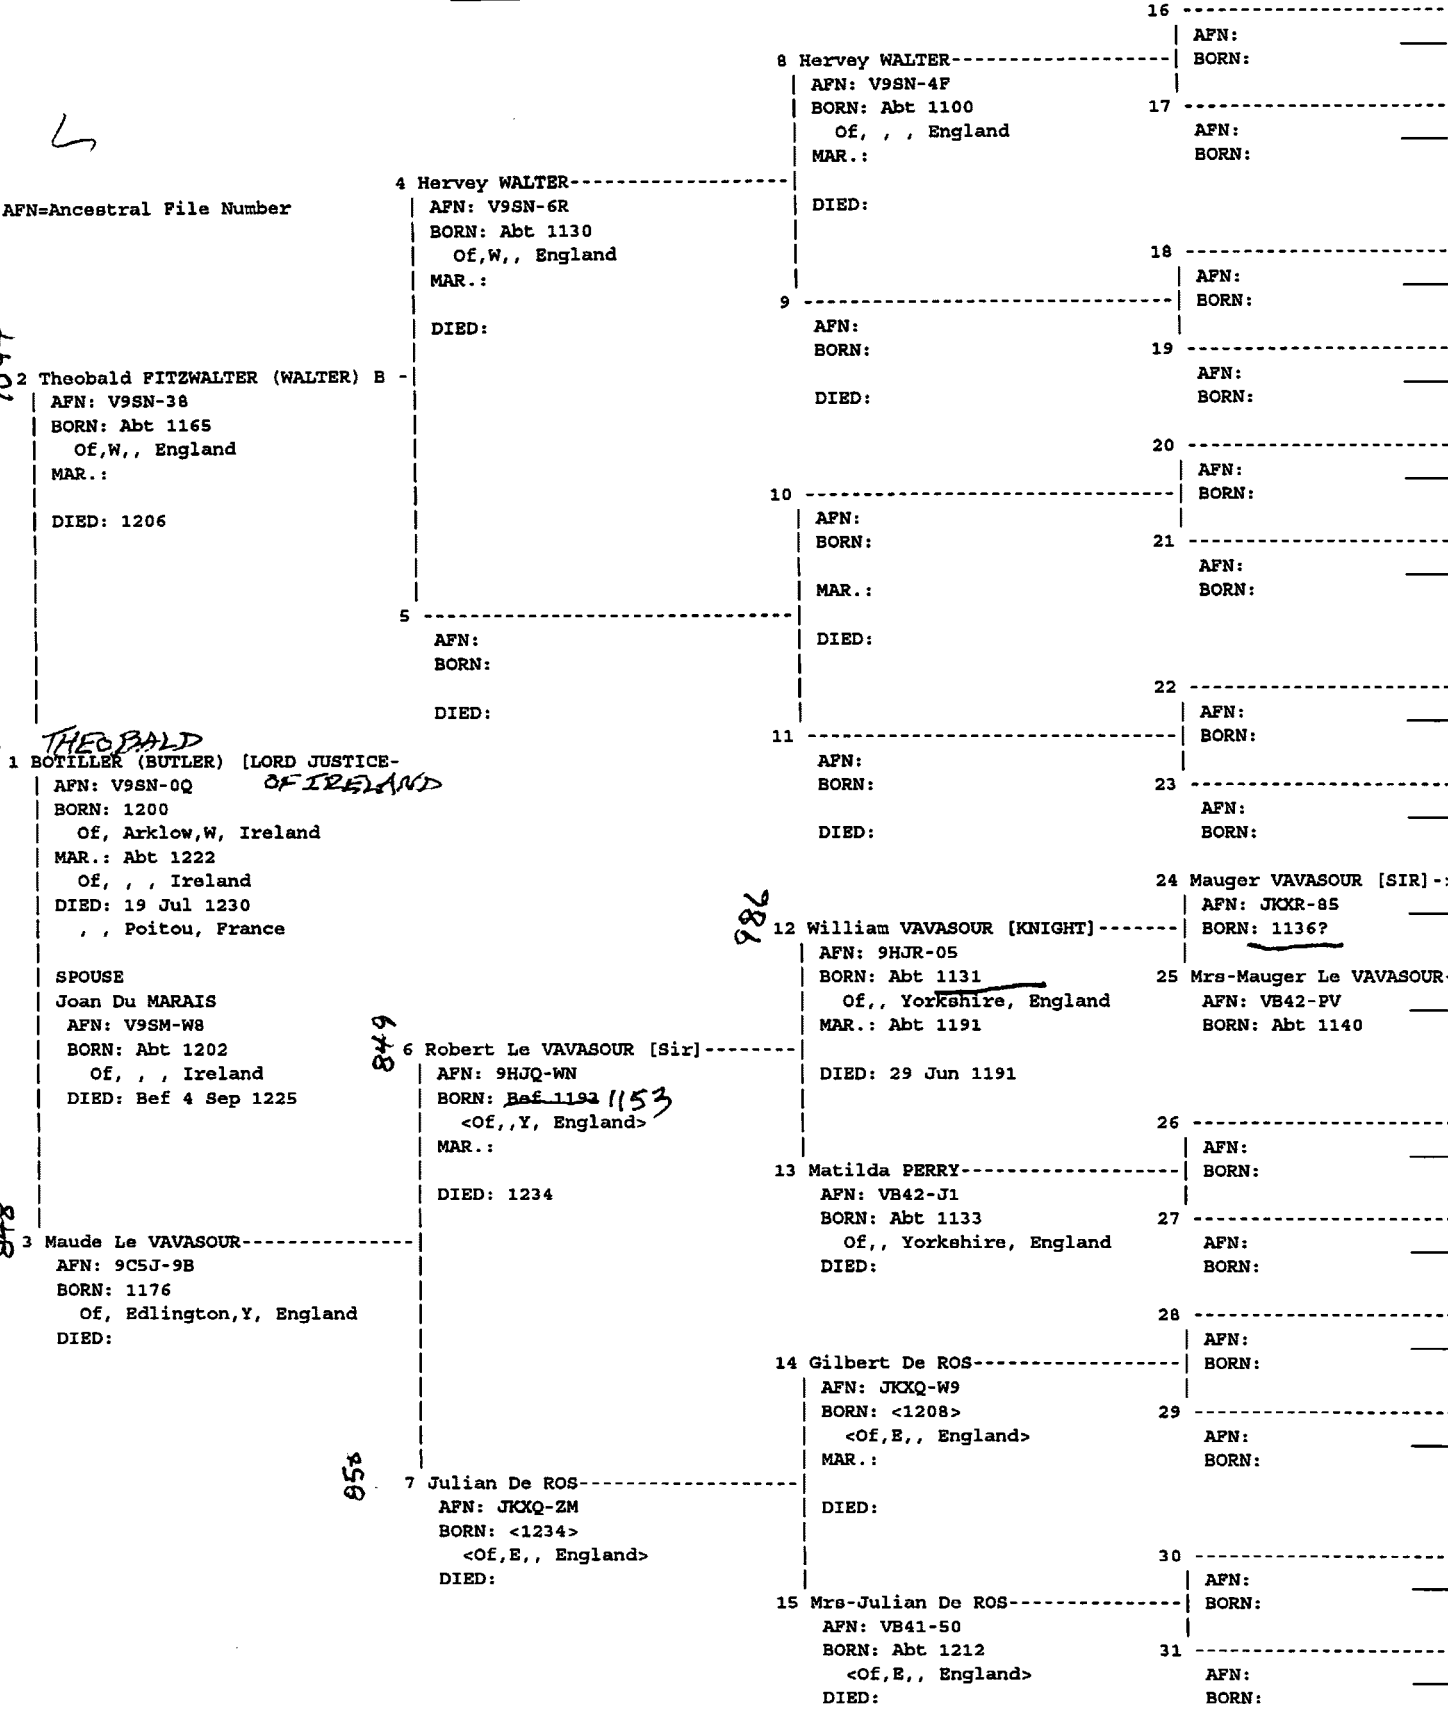 16
AFN:
BORN:
8 Hervey WALTER
AFN: V9SN-4F
BORN: Abt 1100
Of, , , England
MAR.:
DIED:
17
AFN:
BORN:
4 Hervey WALTER
AFN: V9SN-6R
BORN: Abt 1130
Of,W,, England
MAR.:
DIED:
AFN=Ancestral File Number
18
AFN:
BORN:
9
AFN:
BORN:
DIED:
19
AFN:
BORN:
2 Theobald FITZWALTER (WALTER) B -
AFN: V9SN-38
BORN: Abt 1165
Of,W,, England
MAR.:
DIED: 1206
20
AFN:
BORN:
10
AFN:
BORN:
MAR.:
DIED:
21
AFN:
BORN:
5
AFN:
BORN:
DIED:
22
AFN:
BORN:
11
AFN:
BORN:
DIED:
23
AFN:
BORN:
THEOBALD
1 BOTILLER (BUTLER) [LORD JUSTICE-
OF IRELAND
AFN: V9SN-0Q
BORN: 1200
Of, Arklow,W, Ireland
MAR.: Abt 1222
Of, , , Ireland
DIED: 19 Jul 1230
, , Poitou, France
SPOUSE
Joan Du MARAIS
AFN: V9SM-W8
BORN: Abt 1202
Of, , , Ireland
DIED: Bef 4 Sep 1225
24 Mauger VAVASOUR [SIR]
AFN: JKXR-85
BORN: 1136?
986
12 William VAVASOUR [KNIGHT]
AFN: 9HJR-05
BORN: Abt 1131
Of,, Yorkshire, England
MAR.: Abt 1191
DIED: 29 Jun 1191
25 Mrs-Mauger Le VAVASOUR
AFN: VB42-PV
BORN: Abt 1140
849
6 Robert Le VAVASOUR [Sir]
AFN: 9HJQ-WN
BORN: Bef 1192 1153
<Of,,Y, England>
MAR.:
DIED: 1234
26
AFN:
BORN:
13 Matilda PERRY
AFN: VB42-J1
BORN: Abt 1133
Of,, Yorkshire, England
DIED:
27
AFN:
BORN:
848
3 Maude Le VAVASOUR
AFN: 9C5J-9B
BORN: 1176
Of, Edlington,Y, England
DIED:
28
AFN:
BORN:
14 Gilbert De ROS
AFN: JKXQ-W9
BORN: <1208>
<Of,E,, England>
MAR.:
DIED:
29
AFN:
BORN:
858
7 Julian De ROS
AFN: JKXQ-ZM
BORN: <1234>
<Of,E,, England>
DIED:
30
AFN:
BORN:
15 Mrs-Julian De ROS
AFN: VB41-50
BORN: Abt 1212
<Of,E,, England>
DIED:
31
AFN:
BORN: